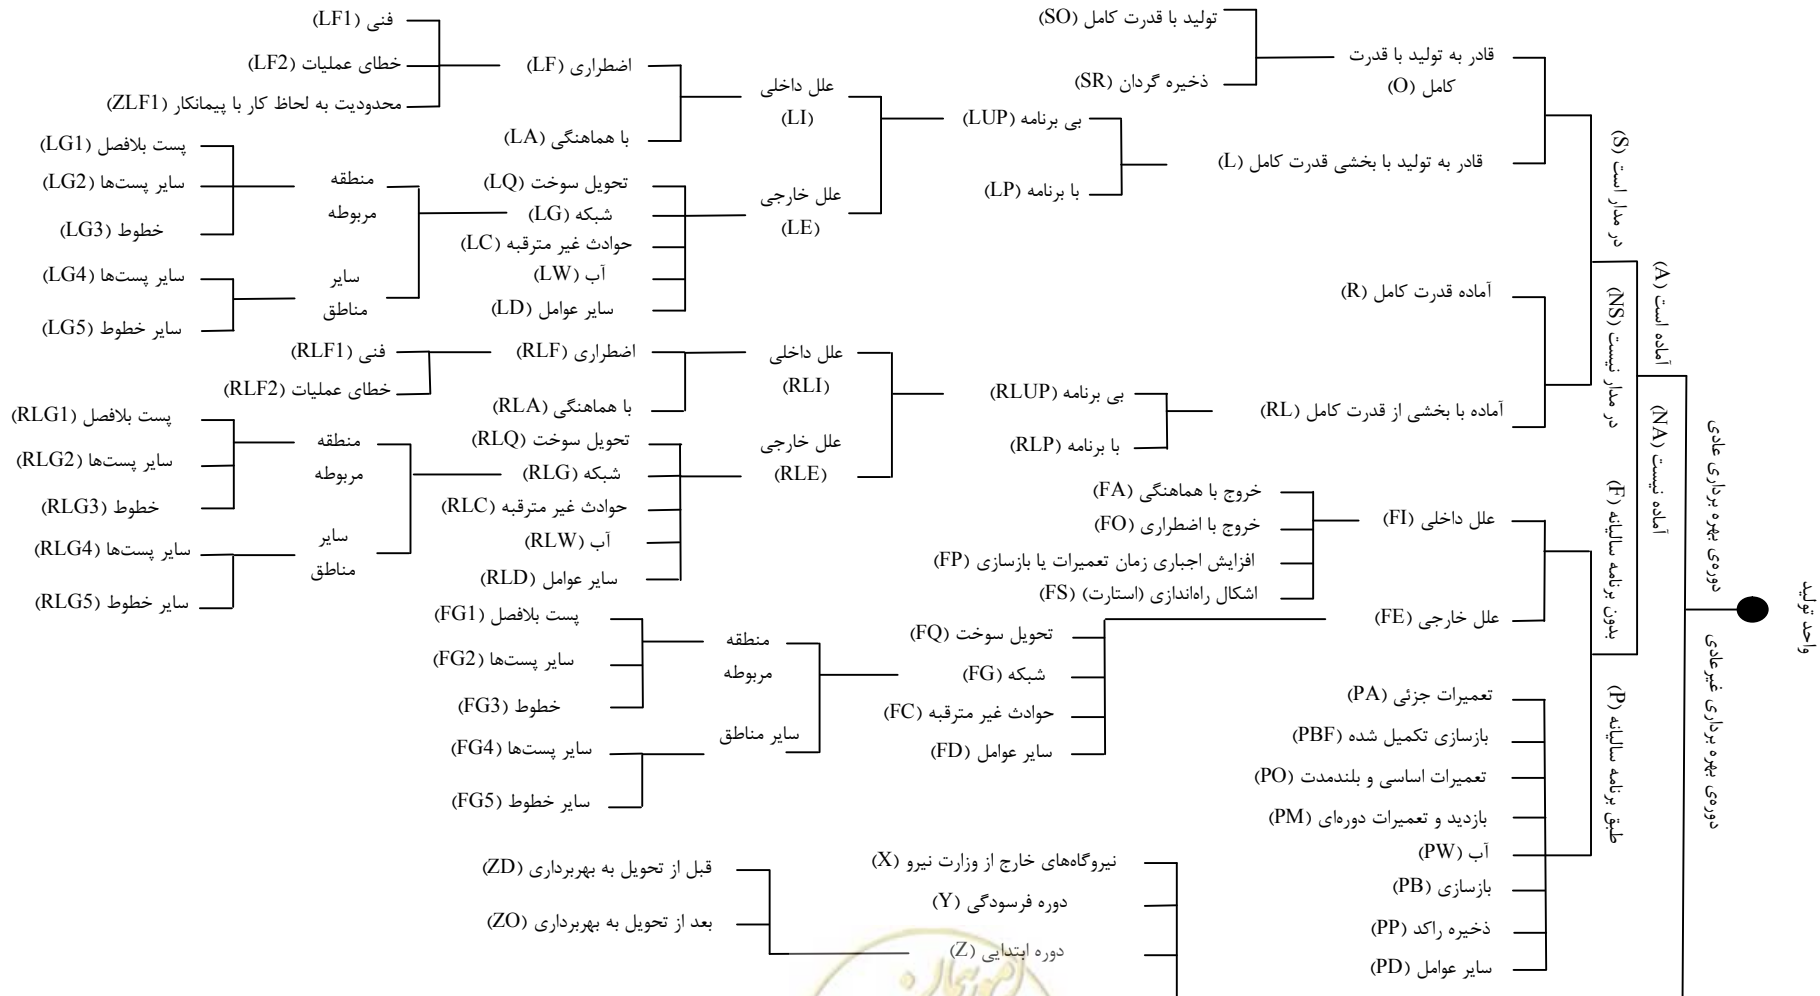 واحد تولید
دوره‌ی بهره برداری عادی
دوره‌ی بهره برداری غیرعادی
آماده است (A)
آماده نیست (NA)
در مدار است (S)
در مدار نیست (NS)
بدون برنامه سالیانه (F)
طبق برنامه سالیانه (P)
قادر به تولید با قدرت
کامل (O)
تولید با قدرت کامل (SO)
ذخیره گردان (SR)
قادر به تولید با بخشی قدرت کامل (L)
بی برنامه (LUP)
با برنامه (LP)
علل داخلی
(LI)
اضطراری (LF)
فنی (LF1)
خطای عملیات (LF2)
محدودیت به لحاظ کار با پیمانکار (ZLF1)
با هماهنگی (LA)
علل خارجی
(LE)
تحویل سوخت (LQ)
شبکه (LG)
حوادث غیر مترقبه (LC)
آب (LW)
سایر عوامل (LD)
منطقه
مربوطه
پست بلافصل (LG1)
سایر پست‌ها (LG2)
خطوط (LG3)
سایر
مناطق
سایر پست‌ها (LG4)
سایر خطوط (LG5)
آماده قدرت کامل (R)
آماده با بخشی از قدرت کامل (RL)
بی برنامه (RLUP)
با برنامه (RLP)
علل داخلی
(RLI)
اضطراری (RLF)
فنی (RLF1)
خطای عملیات (RLF2)
با هماهنگی (RLA)
علل خارجی
(RLE)
تحویل سوخت (RLQ)
شبکه (RLG)
حوادث غیر مترقبه (RLC)
آب (RLW)
سایر عوامل (RLD)
منطقه
مربوطه
پست بلافصل (RLG1)
سایر پست‌ها (RLG2)
خطوط (RLG3)
سایر
مناطق
سایر پست‌ها (RLG4)
سایر خطوط (RLG5)
علل داخلی (FI)
خروج با هماهنگی (FA)
خروج با اضطراری (FO)
افزایش اجباری زمان تعمیرات یا بازسازی (FP)
اشکال راه‌اندازی (استارت) (FS)
علل خارجی (FE)
تحویل سوخت (FQ)
شبکه (FG)
حوادث غیر مترقبه (FC)
سایر عوامل (FD)
منطقه
مربوطه
پست بلافصل (FG1)
سایر پست‌ها (FG2)
خطوط (FG3)
سایر مناطق
سایر پست‌ها (FG4)
سایر خطوط (FG5)
تعمیرات جزئی (PA)
بازسازی تکمیل شده (PBF)
تعمیرات اساسی و بلندمدت (PO)
بازدید و تعمیرات دوره‌ای (PM)
آب (PW)
بازسازی (PB)
ذخیره راکد (PP)
سایر عوامل (PD)
نیروگاه‌های خارج از وزارت نیرو (X)
دوره فرسودگی (Y)
دوره ابتدایی (Z)
قبل از تحویل به بهربرداری (ZD)
بعد از تحویل به بهربرداری (ZO)